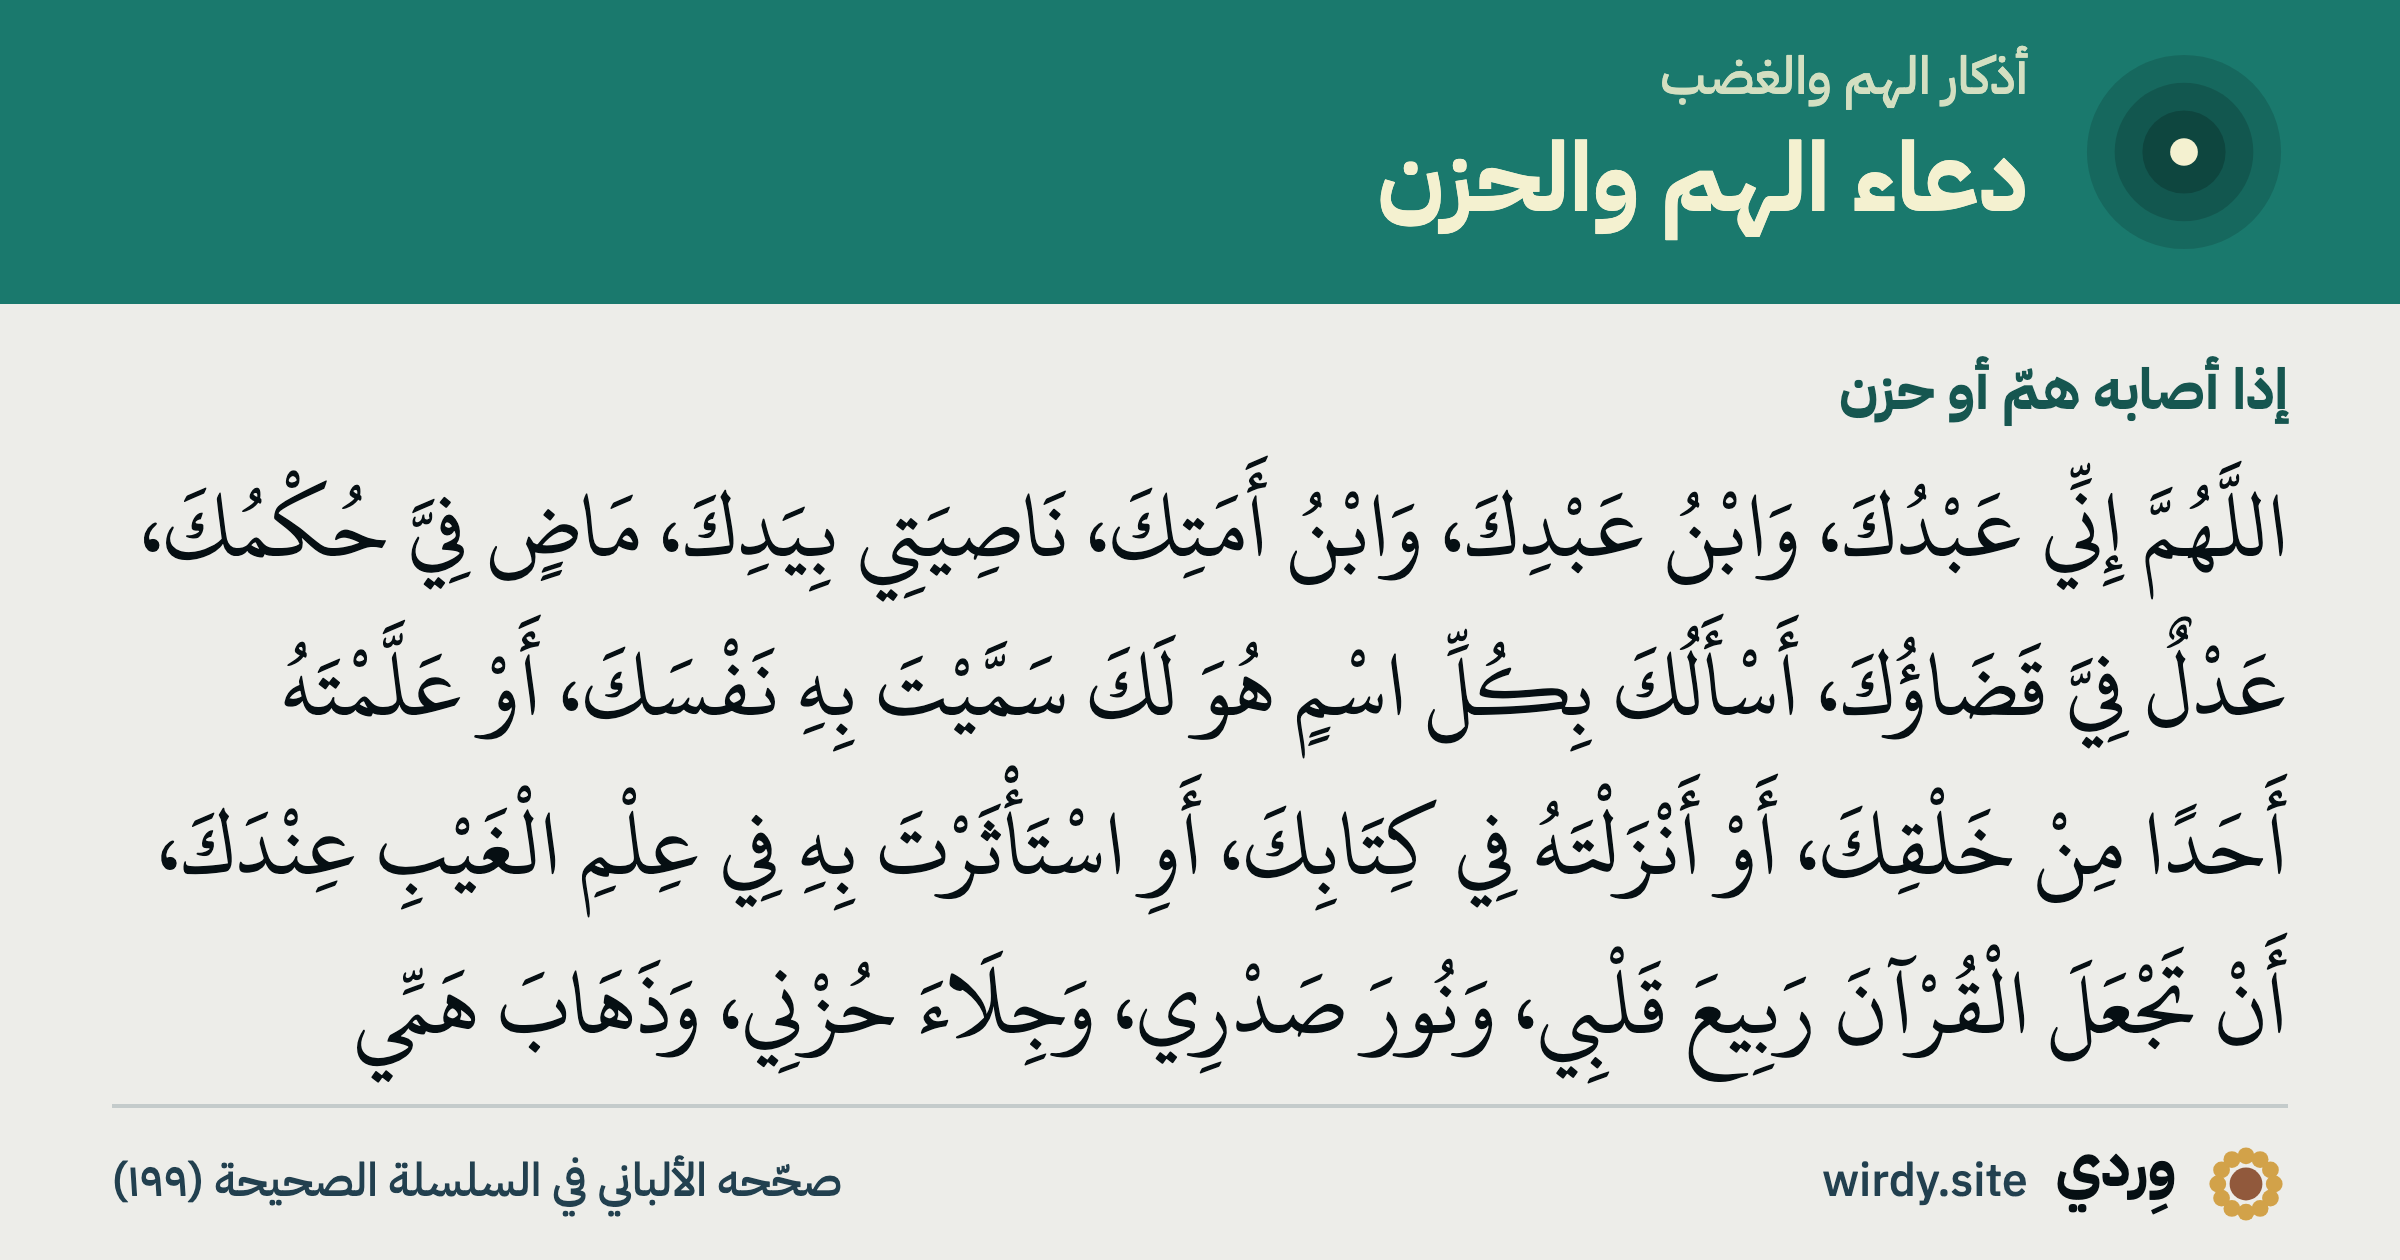 أذكار الهم والغضب
دعاء الهم والحزن
إذا أصابه همّ أو حزن
اللَّهُمَّ إِنِّي عَبْدُكَ، وَابْنُ عَبْدِكَ، وَابْنُ أَمَتِكَ، نَاصِيَتِي بِيَدِكَ، مَاضٍ فِيَّ حُكْمُكَ،
عَدْلٌ فِيَّ قَضَاؤُكَ، أَسْأَلُكَ بِكُلِّ اسْمٍ هُوَ لَكَ سَمَّيْتَ بِهِ نَفْسَكَ، أَوْ عَلَّمْتَهُ
أَحَدًا مِنْ خَلْقِكَ، أَوْ أَنْزَلْتَهُ فِي كِتَابِكَ، أَوِ اسْتَأْثَرْتَ بِهِ فِي عِلْمِ الْغَيْبِ عِنْدَكَ،
أَنْ تَجْعَلَ الْقُرْآنَ رَبِيعَ قَلْبِي، وَنُورَ صَدْرِي، وَجِلَاءَ حُزْنِي، وَذَهَابَ هَمِّي
وِردي wirdy.site
صحّحه الألباني في السلسلة الصحيحة (١٩٩)